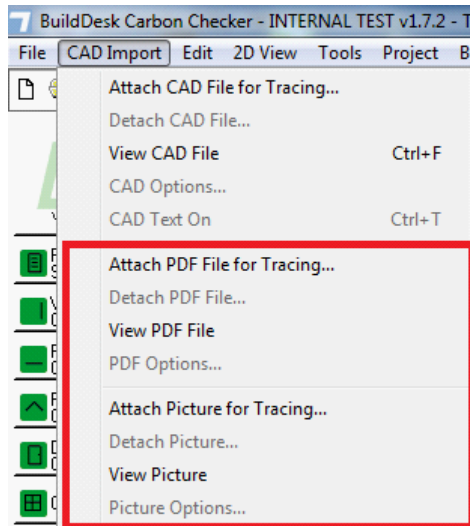 BuildDesk Carbon Checker - INTERNAL TEST v1.7.2 -
File CAD Import Edit 2D View Tools Project
Attach CAD File for Tracing...
Detach CAD File...
View CAD File Ctrl+F
CAD Options...
CAD Text On Ctrl+T
Attach PDF File for Tracing...
Detach PDF File...
View PDF File
PDF Options...
Attach Picture for Tracing...
Detach Picture...
View Picture
Picture Options...